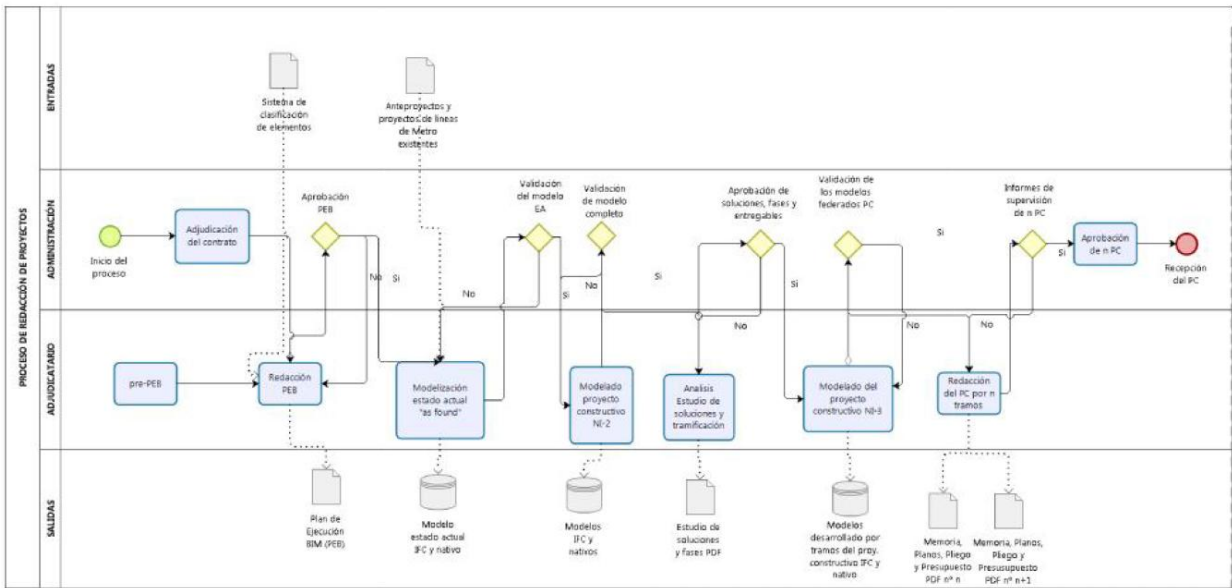 PROCESO DE REDACCIÓN DE PROYECTOS
ENTRADAS
Sistema de
clasificación
de elementos
Anteproyectos y
proyectos de lineas
de Metro
existentes
ADMINISTRACIÓN
Inicio del
proceso
Adjudicación
del contrato
Aprobación
PEB
No
Si
Validación
del modelo
EA
No
Si
Validación
de modelo
completo
No
Si
Aprobación de
soluciones, fases y
entregables
No
Si
Validación de
los modelos
federados PC
Si
No
Informes de
supervisión
de n PC
No
Si
Aprobación
de n PC
Recepción
del PC
ADJUDICATARIO
pre-PEB
Redacción
PEB
Modelización
estado actual
"as found"
Modelado
proyecto
constructivo
NI-2
Analisis
Estudio de
soluciones y
tramificación
Modelado del
proyecto
constructivo NI-3
Redacción
del PC por n
tramos
SALIDAS
Plan de
Ejecución
BIM (PEB)
Modelo
estado actual
IFC y nativo
Modelos
IFC y
nativos
Estudio de
soluciones
y fases PDF
Modelos
desarrollado por
tramos del proy.
constructivo IFC y
nativo
Memoria,
Planos, Pliego
y Presupuesto
PDF nº n
Memoria, Planos,
Pliego y
Presusupuesto
PDF nº n+1